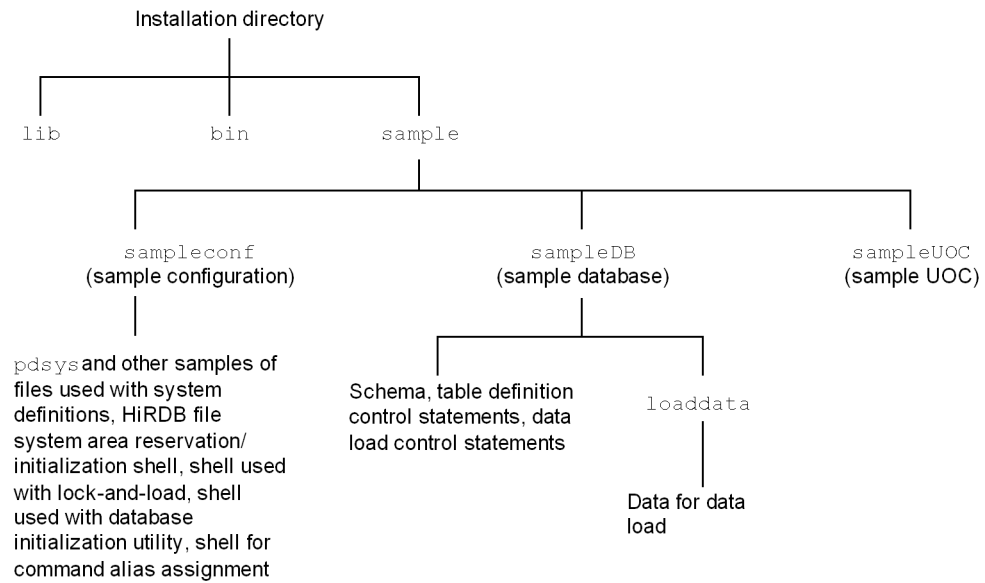 Installation directory
lib
bin
sample
sampleconf
(sample configuration)
sampleDB
(sample database)
sampleUOC
(sample UOC)
pdsys and other samples of
files used with system
definitions, HiRDB file
system area reservation/
initialization shell, shell used
with lock-and-load, shell
used with database
initialization utility, shell for
command alias assignment
Schema, table definition
control statements, data
load control statements
loaddata
Data for data
load